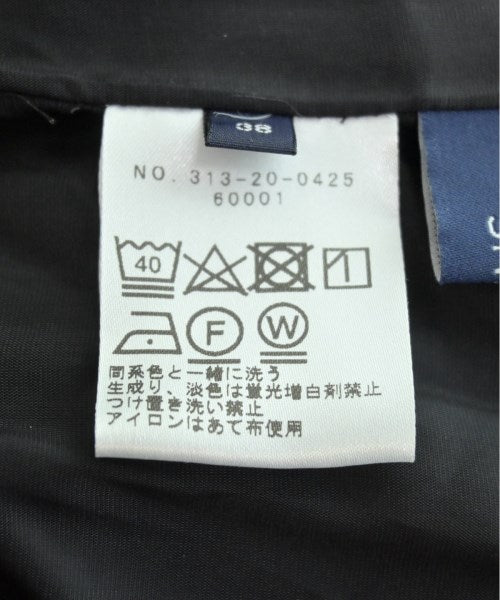 38
NO. 313-20-0425
60001
40
F
W
同系色と一緒に洗う
生成り、淡色は蛍光増白剤禁止
つけ置き洗い禁止
アイロンはあて布使用